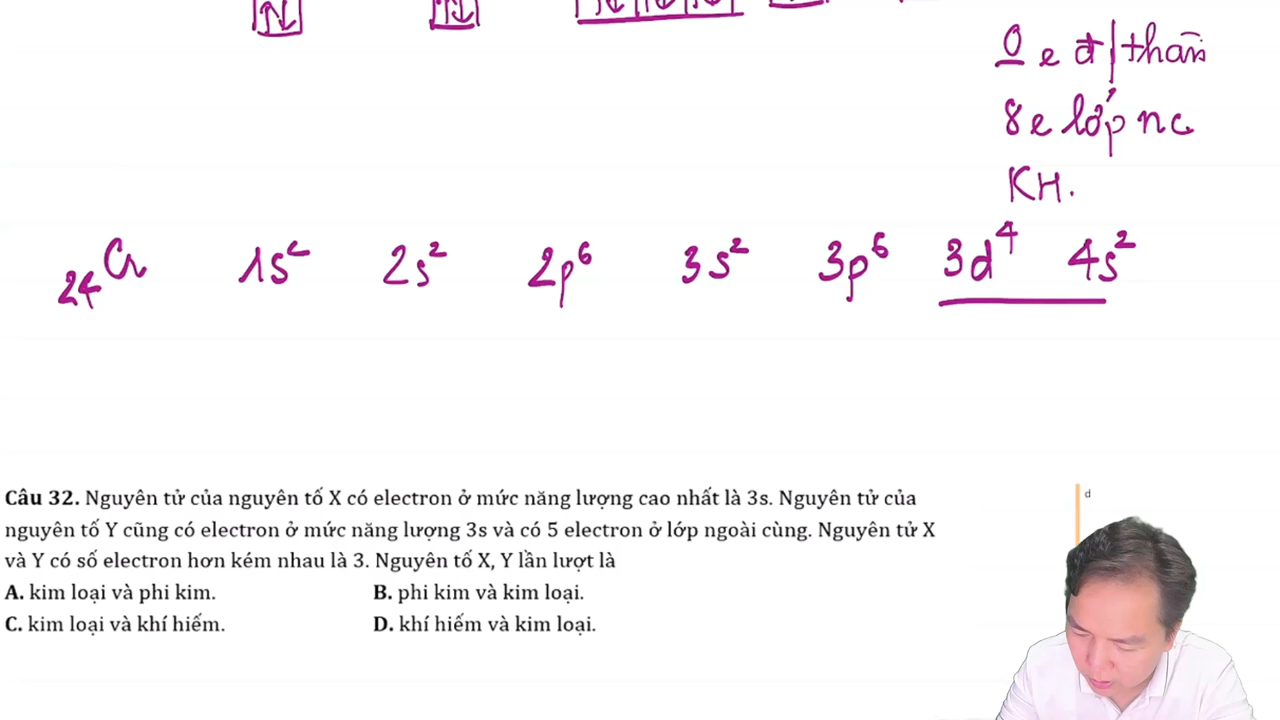 0 e đ/thân
8e lớp nc
KH.
₂₄Cr 1s² 2s² 2p⁶ 3s² 3p⁶ 3d⁴ 4s²
Câu 32. Nguyên tử của nguyên tố X có electron ở mức năng lượng cao nhất là 3s. Nguyên tử của
nguyên tố Y cũng có electron ở mức năng lượng 3s và có 5 electron ở lớp ngoài cùng. Nguyên tử X
và Y có số electron hơn kém nhau là 3. Nguyên tố X, Y lần lượt là
A. kim loại và phi kim. B. phi kim và kim loại.
C. kim loại và khí hiếm. D. khí hiếm và kim loại.
d